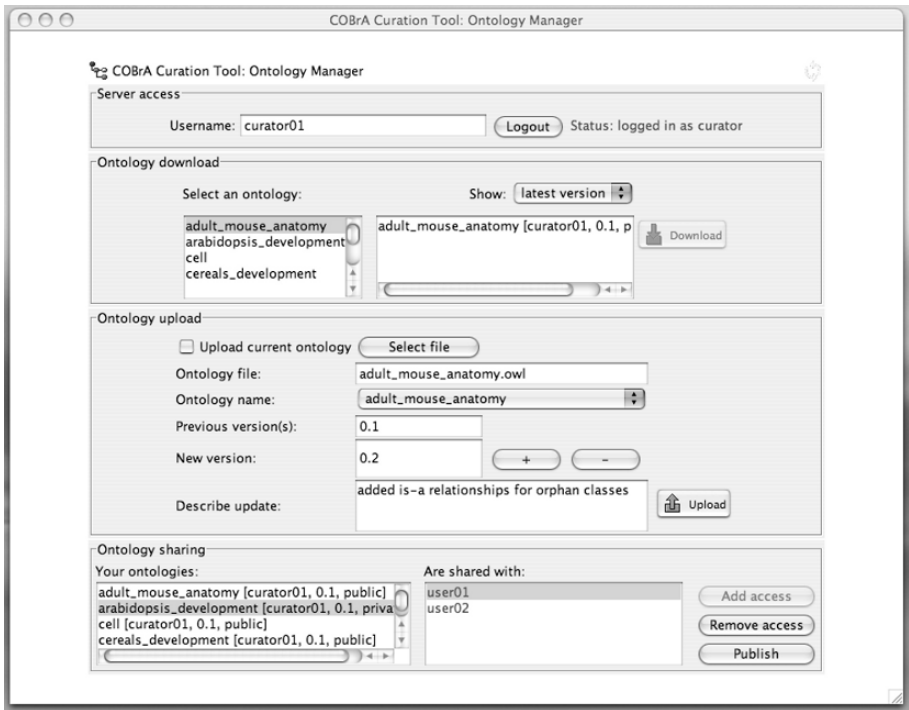 COBrA Curation Tool: Ontology Manager
COBrA Curation Tool: Ontology Manager
Server access
Username: curator01 Logout Status: logged in as curator
Ontology download
Select an ontology: Show: latest version
adult_mouse_anatomy
arabidopsis_development
cell
cereals_development
adult_mouse_anatomy [curator01, 0.1, p
Download
Ontology upload
Upload current ontology Select file
Ontology file: adult_mouse_anatomy.owl
Ontology name: adult_mouse_anatomy
Previous version(s): 0.1
New version: 0.2 + -
Describe update: added is-a relationships for orphan classes
Upload
Ontology sharing
Your ontologies:
adult_mouse_anatomy [curator01, 0.1, public]
arabidopsis_development [curator01, 0.1, priva
cell [curator01, 0.1, public]
cereals_development [curator01, 0.1, public]
Are shared with:
user01
user02
Add access
Remove access
Publish